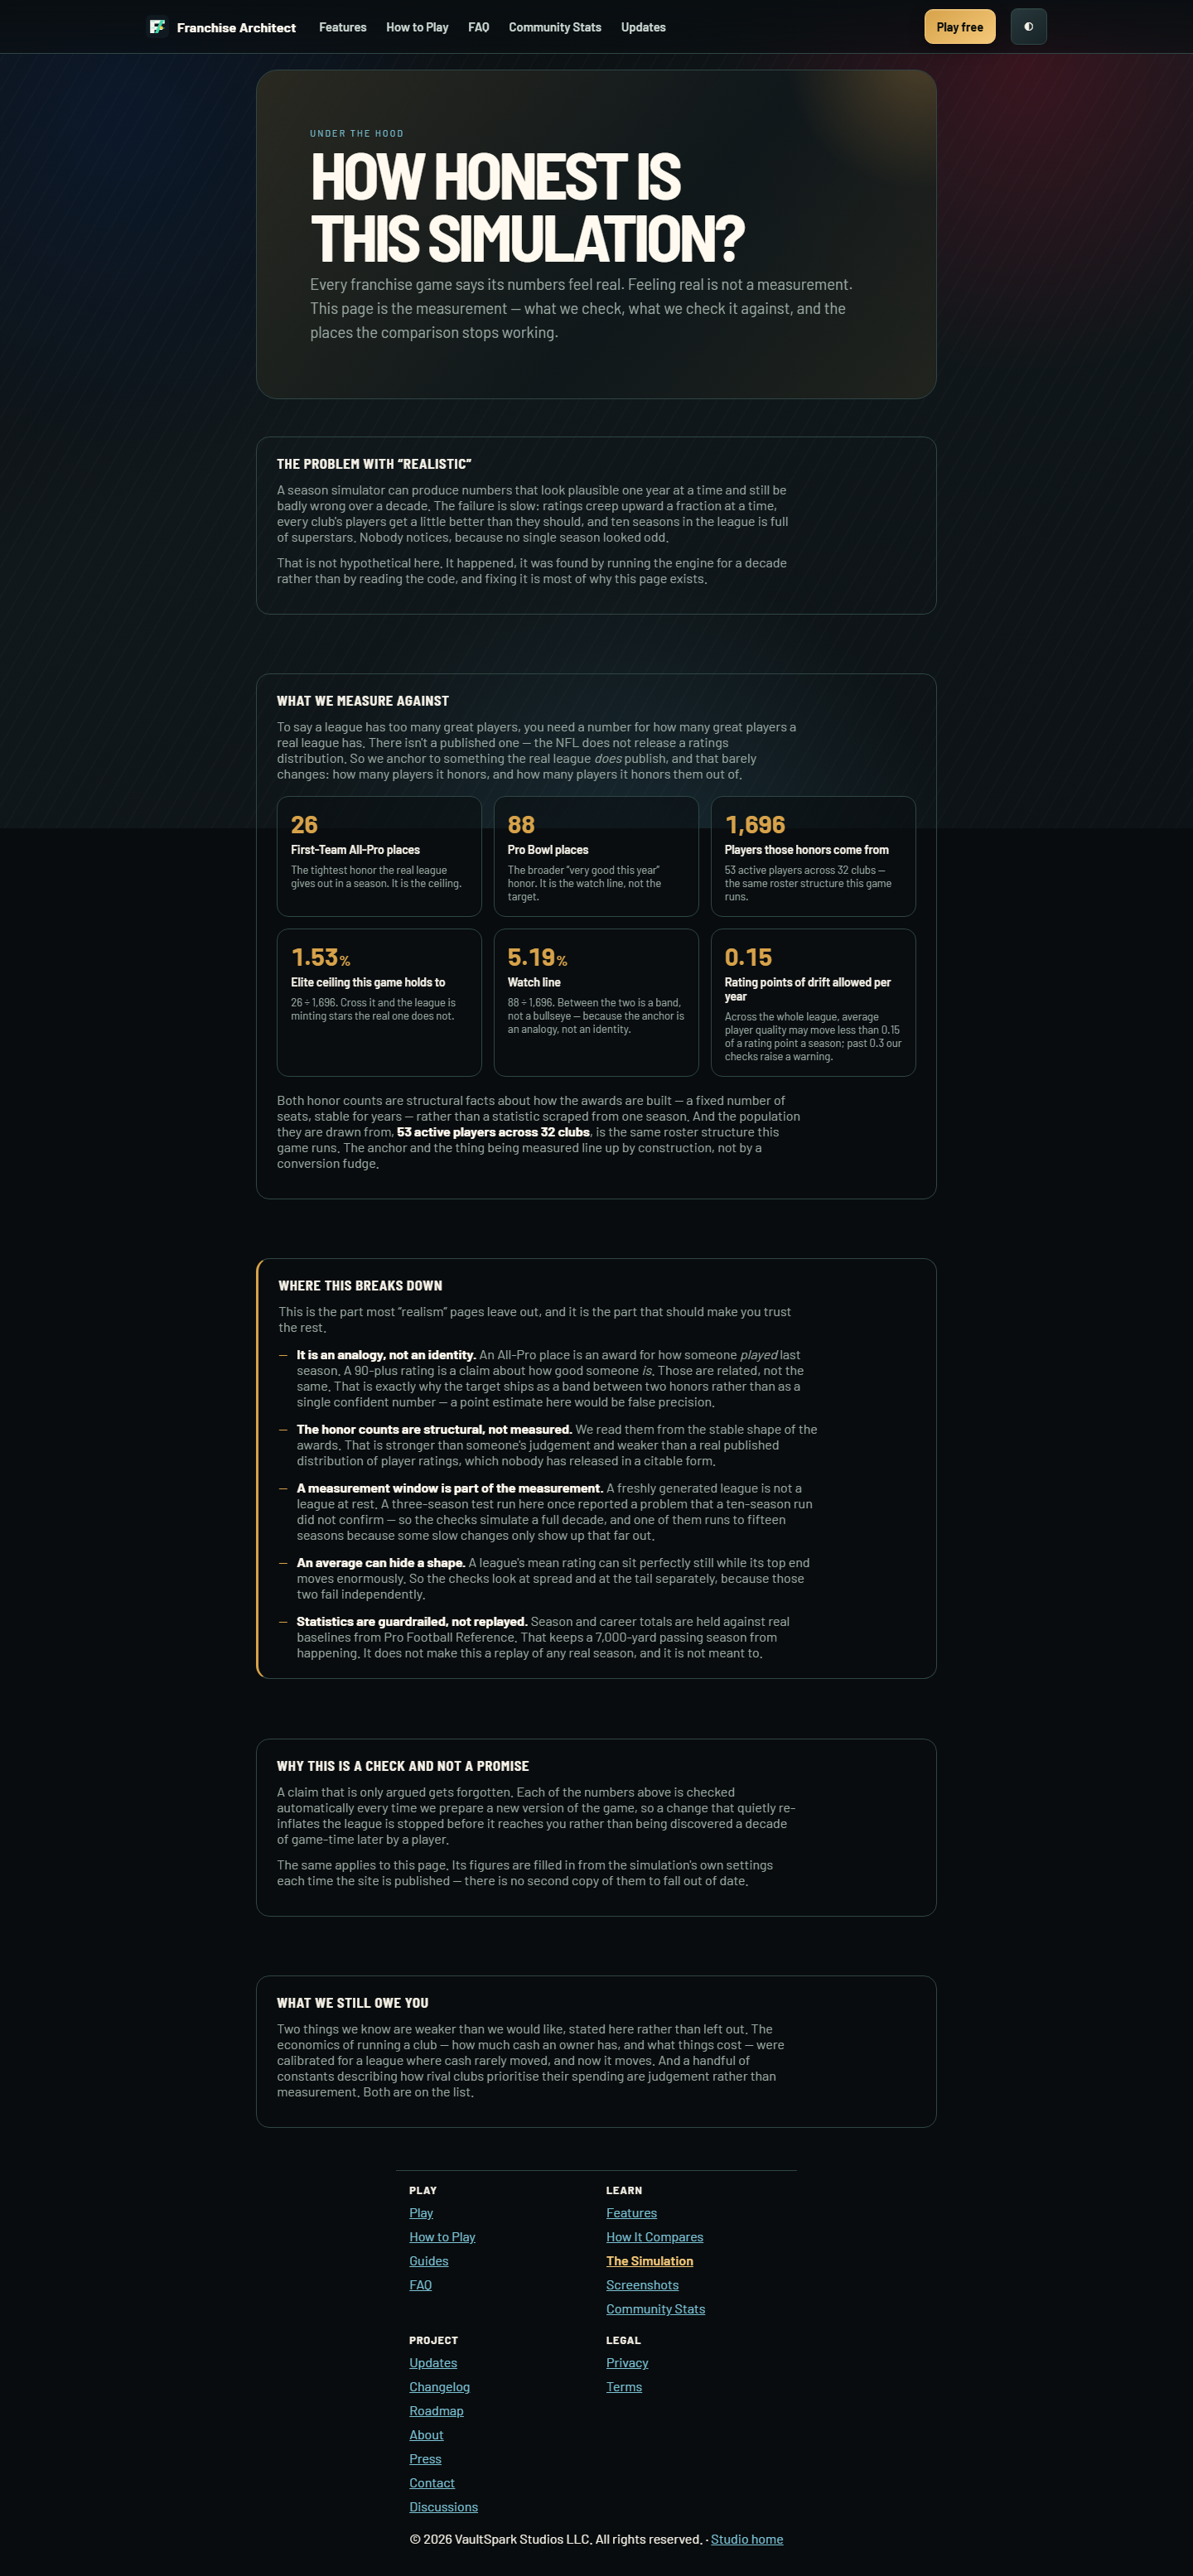 Franchise Architect
Features
How to Play
FAQ
Community Stats
Updates
Play free
UNDER THE HOOD
HOW HONEST IS
THIS SIMULATION?
Every franchise game says its numbers feel real. Feeling real is not a measurement.
This page is the measurement — what we check, what we check it against, and the
places the comparison stops working.
THE PROBLEM WITH “REALISTIC”
A season simulator can produce numbers that look plausible one year at a time and still be
badly wrong over a decade. The failure is slow: ratings creep upward a fraction at a time,
every club's players get a little better than they should, and ten seasons in the league is full
of superstars. Nobody notices, because no single season looked odd.
That is not hypothetical here. It happened, it was found by running the engine for a decade
rather than by reading the code, and fixing it is most of why this page exists.
WHAT WE MEASURE AGAINST
To say a league has too many great players, you need a number for how many great players a
real league has. There isn't a published one — the NFL does not release a ratings
distribution. So we anchor to something the real league does publish, and that barely
changes: how many players it honors, and how many players it honors them out of.
26
First-Team All-Pro places
The tightest honor the real league
gives out in a season. It is the ceiling.
88
Pro Bowl places
The broader “very good this year”
honor. It is the watch line, not the
target.
1,696
Players those honors come from
53 active players across 32 clubs —
the same roster structure this game
runs.
1.53%
Elite ceiling this game holds to
26 ÷ 1,696. Cross it and the league is
minting stars the real one does not.
5.19%
Watch line
88 ÷ 1,696. Between the two is a band,
not a bullseye — because the anchor is
an analogy, not an identity.
0.15
Rating points of drift allowed per
year
Across the whole league, average
player quality may move less than 0.15
of a rating point a season; past 0.3 our
checks raise a warning.
Both honor counts are structural facts about how the awards are built — a fixed number of
seats, stable for years — rather than a statistic scraped from one season. And the population
they are drawn from, 53 active players across 32 clubs, is the same roster structure this
game runs. The anchor and the thing being measured line up by construction, not by a
conversion fudge.
WHERE THIS BREAKS DOWN
This is the part most “realism” pages leave out, and it is the part that should make you trust
the rest.
— It is an analogy, not an identity. An All-Pro place is an award for how someone played last
season. A 90-plus rating is a claim about how good someone is. Those are related, not the
same. That is exactly why the target ships as a band between two honors rather than as a
single confident number — a point estimate here would be false precision.
— The honor counts are structural, not measured. We read them from the stable shape of the
awards. That is stronger than someone's judgement and weaker than a real published
distribution of player ratings, which nobody has released in a citable form.
— A measurement window is part of the measurement. A freshly generated league is not a
league at rest. A three-season test run here once reported a problem that a ten-season run
did not confirm — so the checks simulate a full decade, and one of them runs to fifteen
seasons because some slow changes only show up that far out.
— An average can hide a shape. A league's mean rating can sit perfectly still while its top end
moves enormously. So the checks look at spread and at the tail separately, because those
two fail independently.
— Statistics are guardrailed, not replayed. Season and career totals are held against real
baselines from Pro Football Reference. That keeps a 7,000-yard passing season from
happening. It does not make this a replay of any real season, and it is not meant to.
WHY THIS IS A CHECK AND NOT A PROMISE
A claim that is only argued gets forgotten. Each of the numbers above is checked
automatically every time we prepare a new version of the game, so a change that quietly re-
inflates the league is stopped before it reaches you rather than being discovered a decade
of game-time later by a player.
The same applies to this page. Its figures are filled in from the simulation's own settings
each time the site is published — there is no second copy of them to fall out of date.
WHAT WE STILL OWE YOU
Two things we know are weaker than we would like, stated here rather than left out. The
economics of running a club — how much cash an owner has, and what things cost — were
calibrated for a league where cash rarely moved, and now it moves. And a handful of
constants describing how rival clubs prioritise their spending are judgement rather than
measurement. Both are on the list.
PLAY
Play
How to Play
Guides
FAQ
LEARN
Features
How It Compares
The Simulation
Screenshots
Community Stats
PROJECT
Updates
Changelog
Roadmap
About
Press
Contact
Discussions
LEGAL
Privacy
Terms
© 2026 VaultSpark Studios LLC. All rights reserved. · Studio home